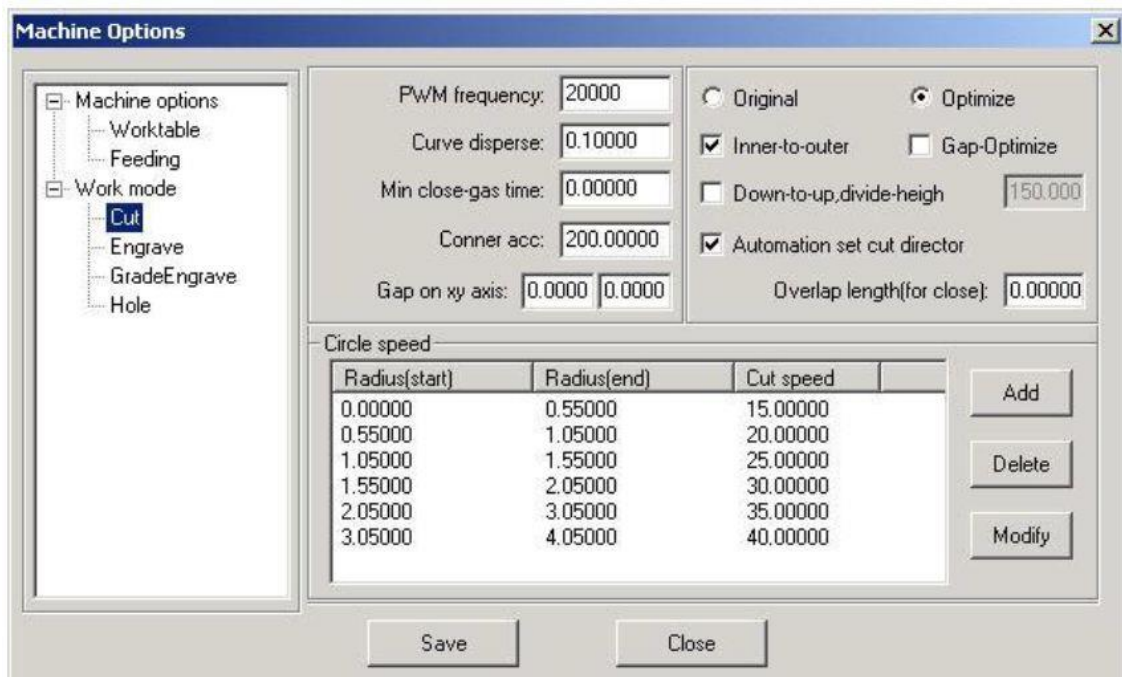 Machine Options
Machine options
Worktable
Feeding
Work mode
Cut
Engrave
GradeEngrave
Hole
PWM frequency: 20000
Curve disperse: 0.10000
Min close-gas time: 0.00000
Conner acc: 200.00000
Gap on xy axis: 0.0000 0.0000
Original Optimize
Inner-to-outer Gap-Optimize
Down-to-up,divide-heigh 150.000
Automation set cut director
Overlap length(for close): 0.00000
Circle speed
Radius(start) Radius(end) Cut speed
0.00000 0.55000 15.00000
0.55000 1.05000 20.00000
1.05000 1.55000 25.00000
1.55000 2.05000 30.00000
2.05000 3.05000 35.00000
3.05000 4.05000 40.00000
Add
Delete
Modify
Save Close